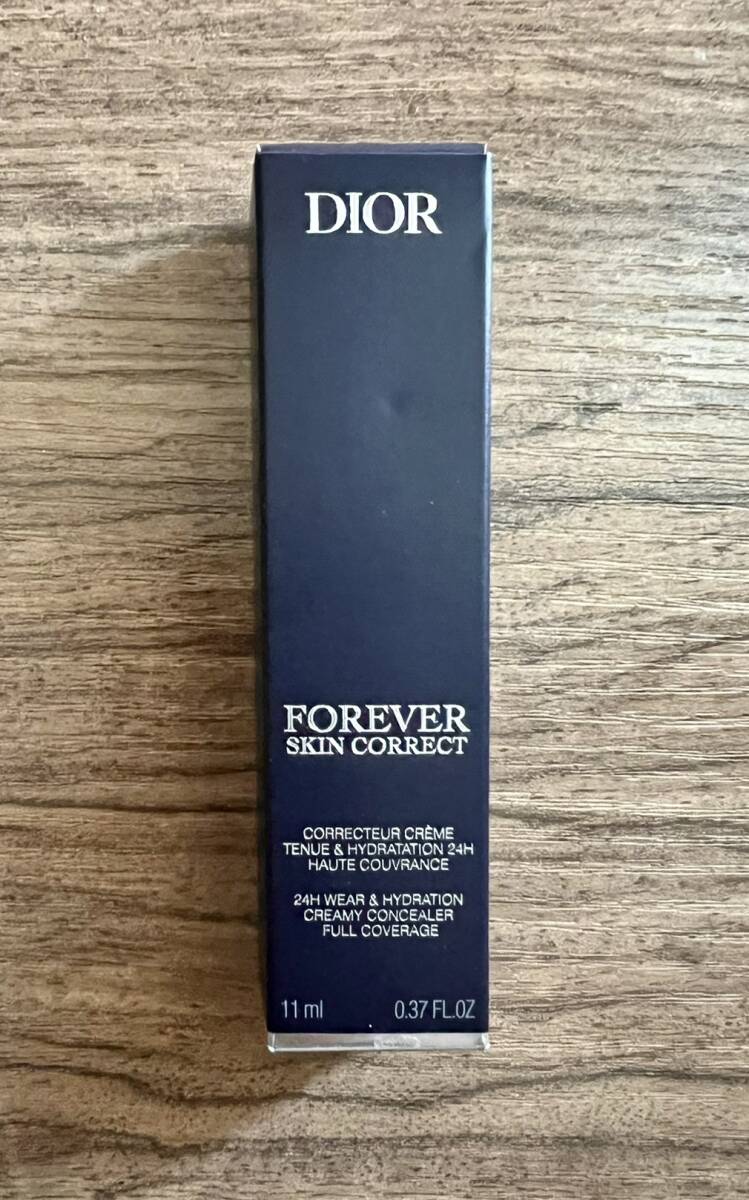 DIOR
FOREVER
SKIN CORRECT
CORRECTEUR CRÈME
TENUE & HYDRATATION 24H
HAUTE COUVRANCE
24H WEAR & HYDRATION
CREAMY CONCEALER
FULL COVERAGE
11 ml 0.37 FL.OZ